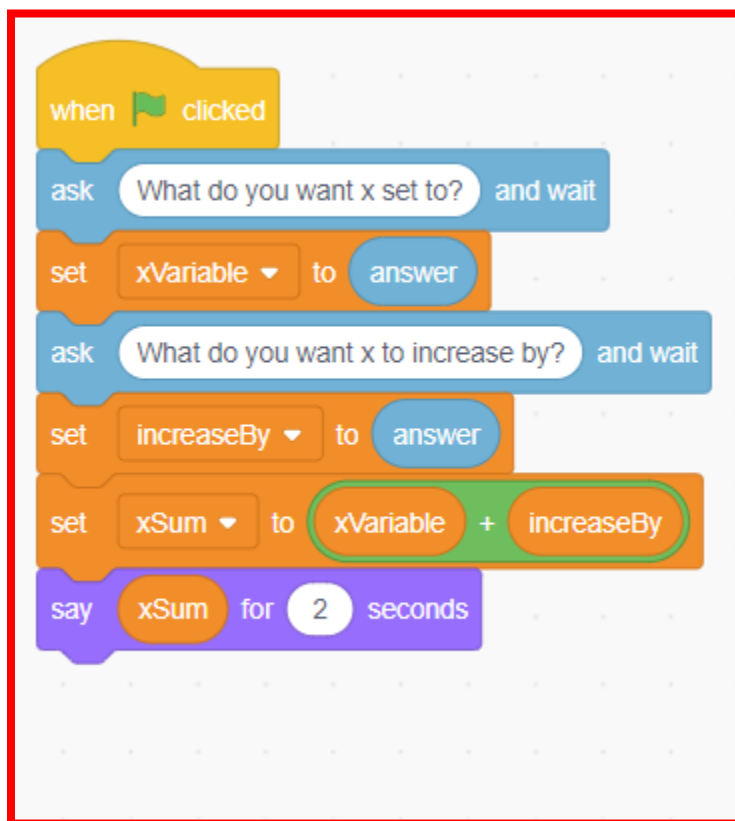 when clicked
ask What do you want x set to? and wait
set xVariable to answer
ask What do you want x to increase by? and wait
set increaseBy to answer
set xSum to xVariable + increaseBy
say xSum for 2 seconds